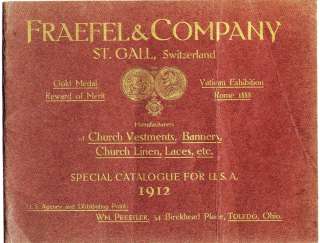 FRAEFEL & COMPANY
ST. GALL, Switzerland
Gold Medal
Reward of Merit
Vatican Exhibition
Rome 1888
Manufacturers
of Church Vestments, Banners,
Church Linen, Laces, etc.
SPECIAL CATALOGUE FOR U.S.A.
1912
U.S. Agency and Distributing Point:
WM. PREISLER, 34 Birckhead Place, TOLEDO, Ohio.